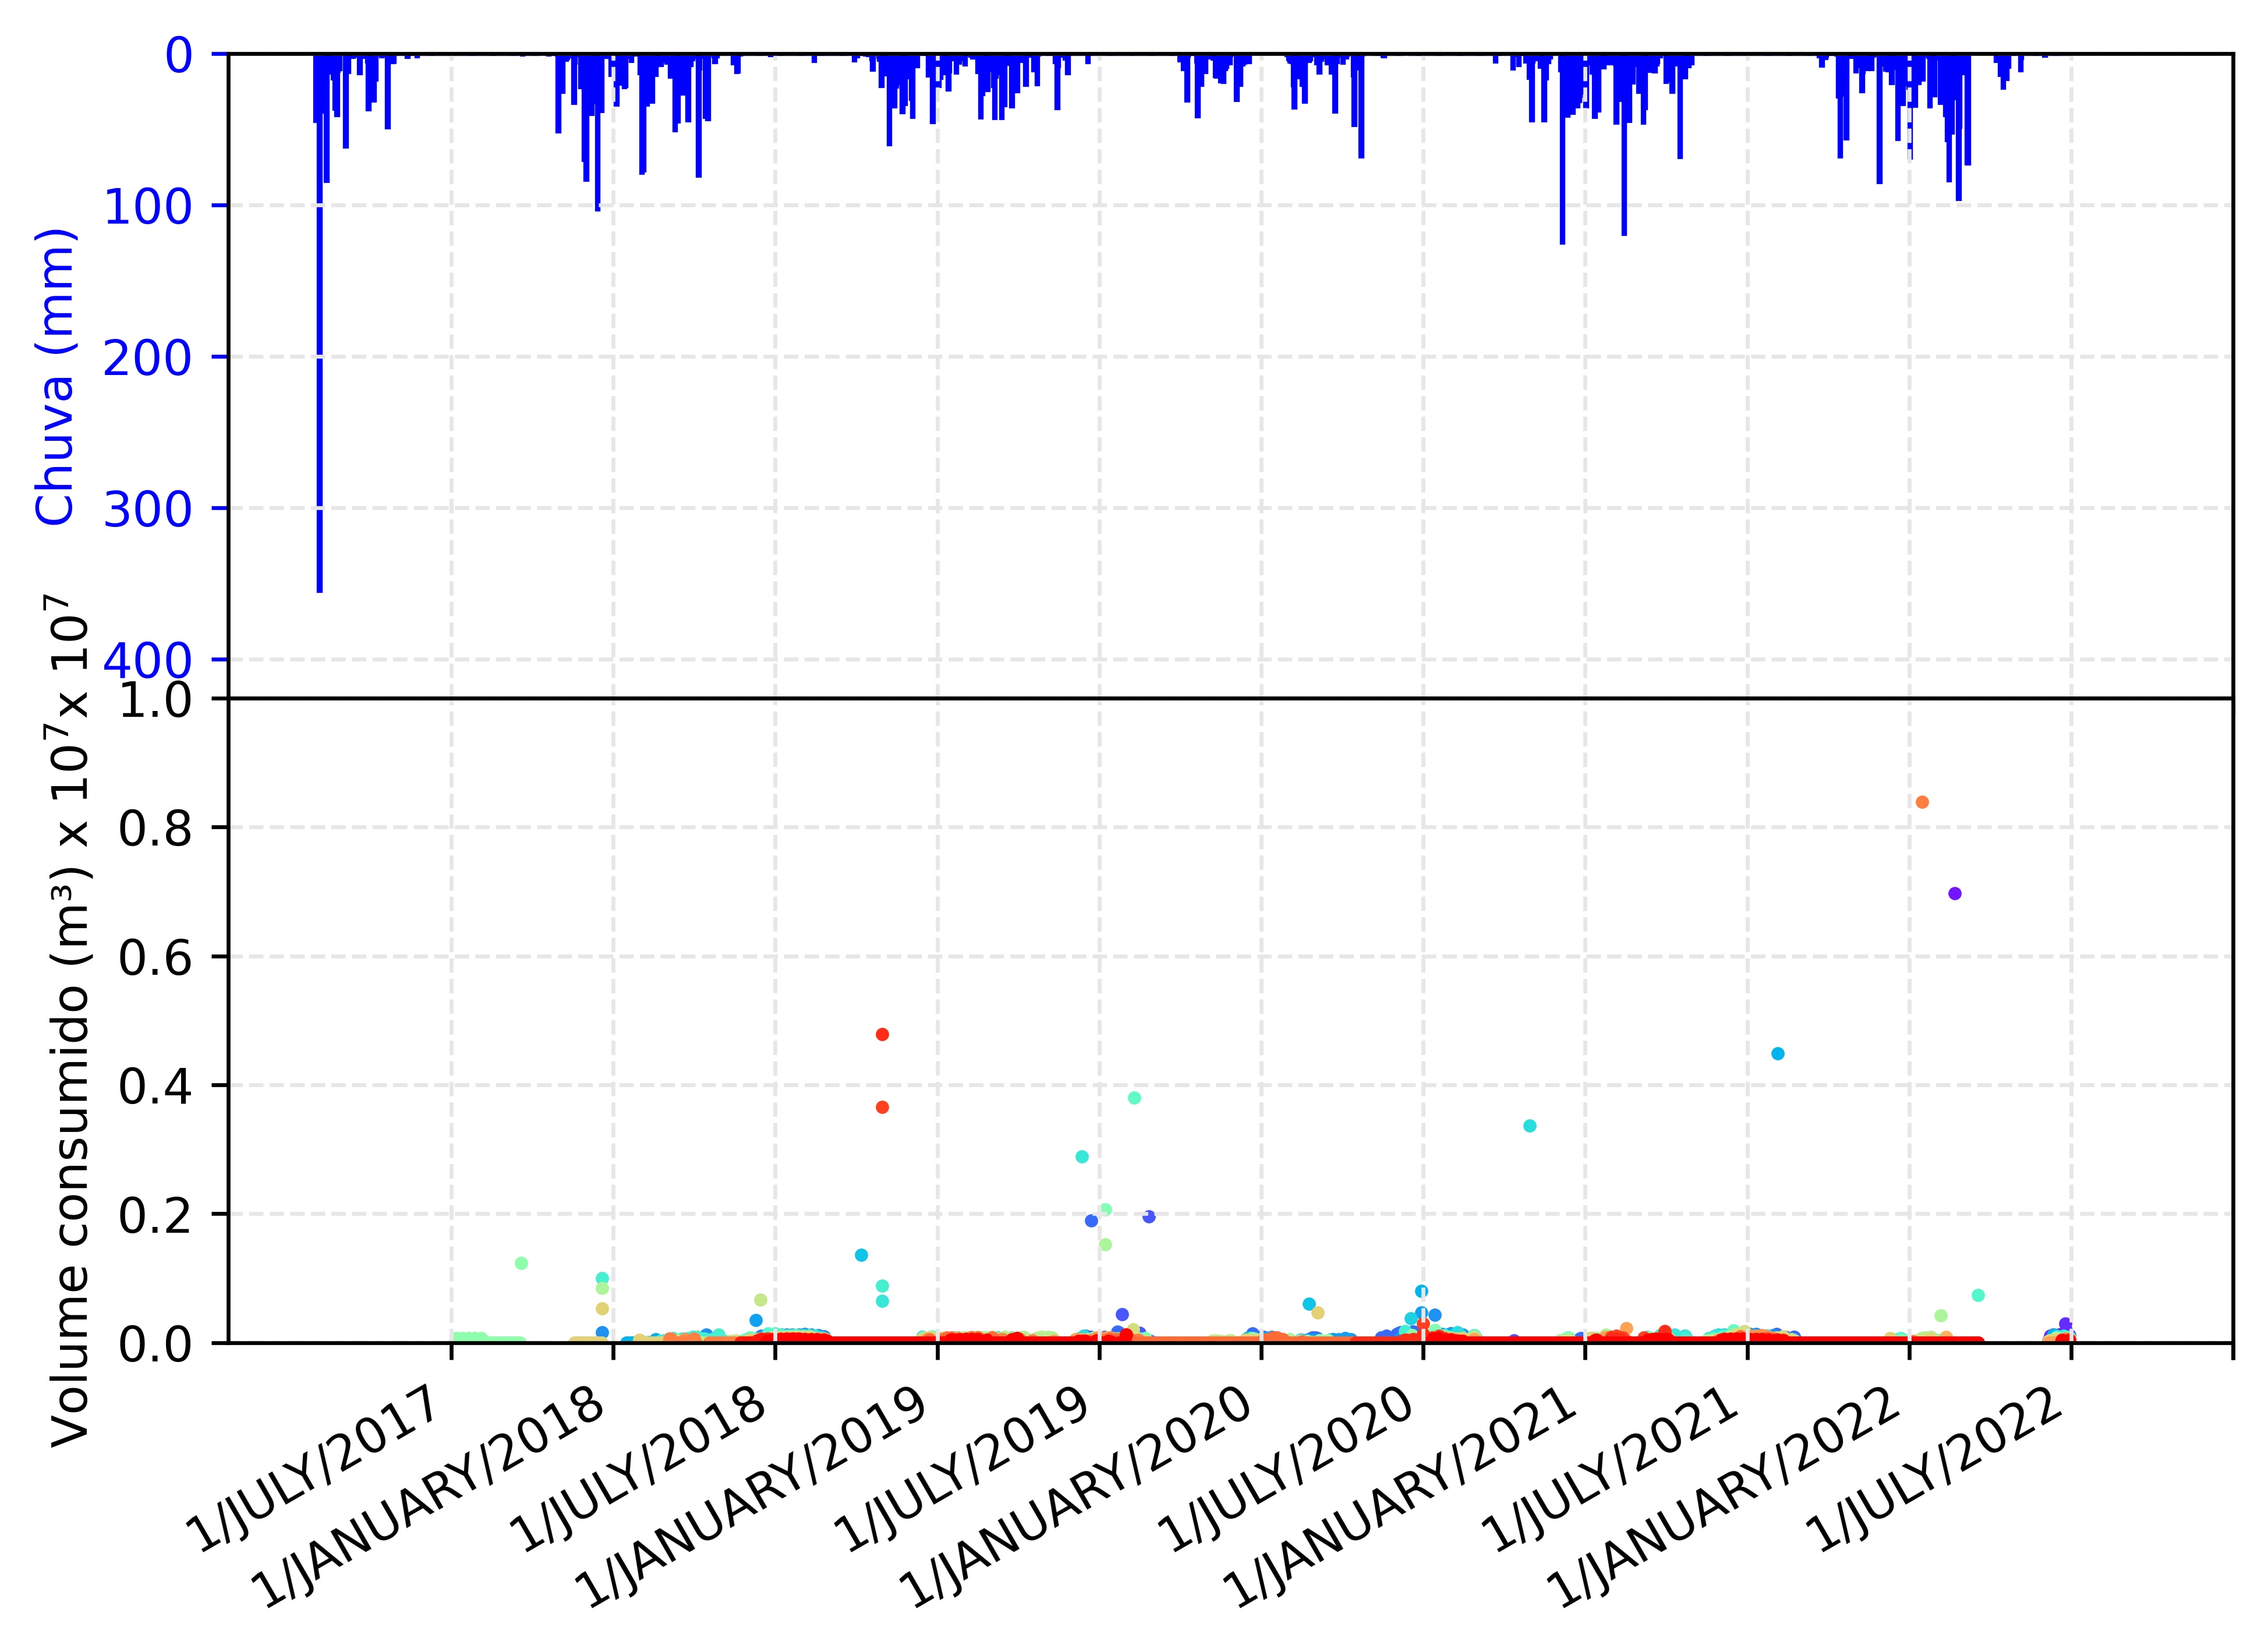 0
100
200
300
400
Chuva (mm)
1.0
0.8
0.6
0.4
0.2
0.0
Volume consumido (m³) x 10⁷x 10⁷
1/JULY/2017
1/JANUARY/2018
1/JULY/2018
1/JANUARY/2019
1/JULY/2019
1/JANUARY/2020
1/JULY/2020
1/JANUARY/2021
1/JULY/2021
1/JANUARY/2022
1/JULY/2022